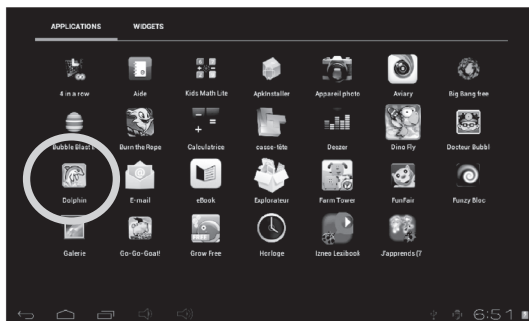 APPLICATIONS WIDGETS
4 in a row Aide Kids Math Lite ApkInstaller Appareil photo Aviary Big Bang free
Bubble Blast Burn the Rope Calculatrice casse-tête Deezer Dino Fly Docteur Bubbl
Dolphin E-mail eBook Explorateur Farm Tower FunFair Funzy Bloc
Galerie Go-Go-Goat! Grow Free Horloge Izneo Lexibook J'apprends (7
6:51